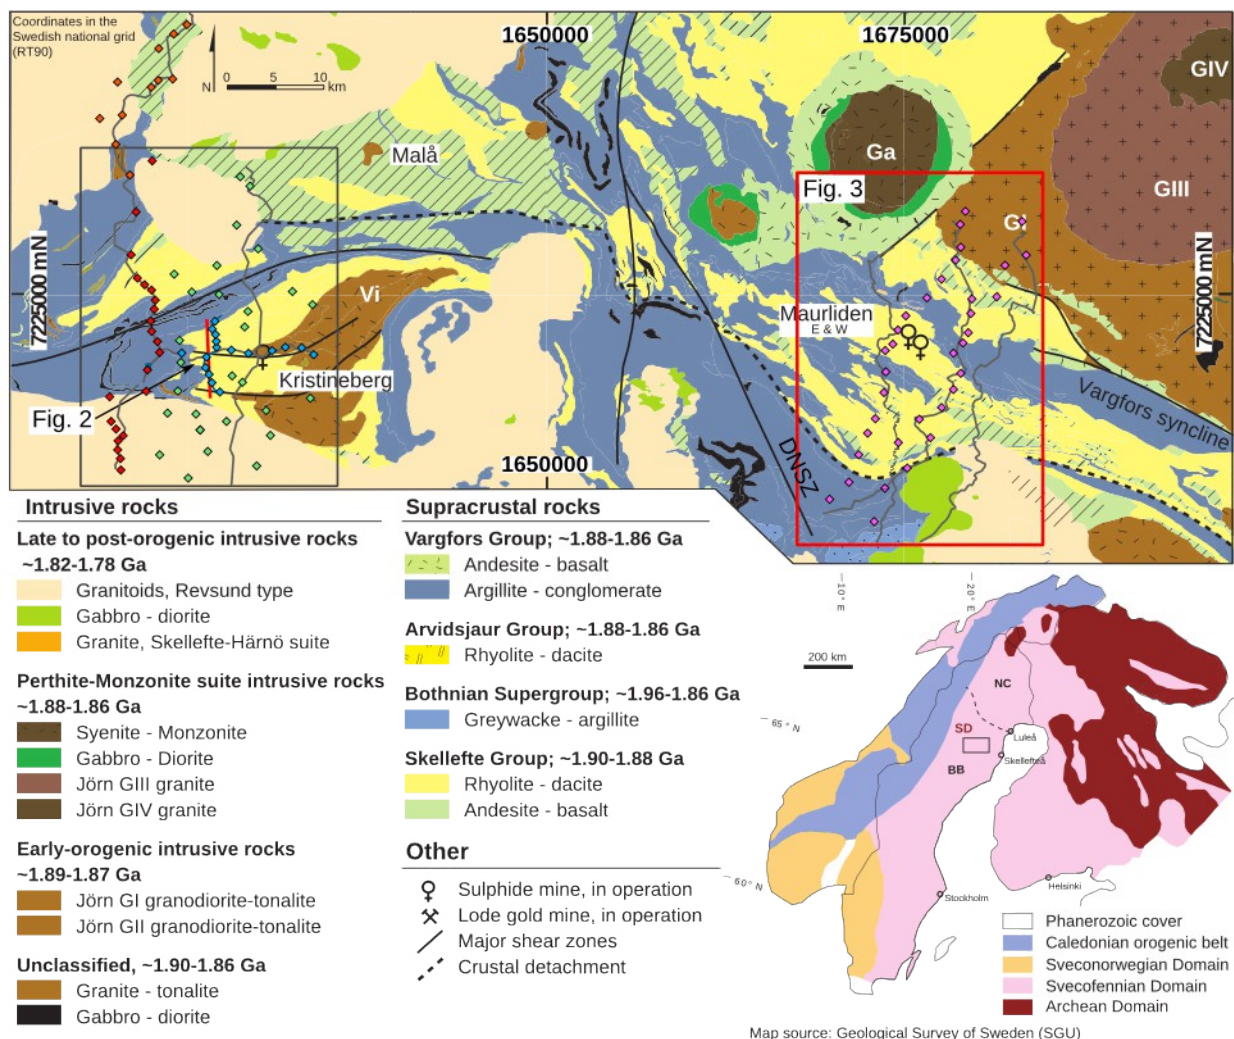 Coordinates in the
Swedish national grid
(RT90)
N
0 5 10
km
1650000
1675000
GIV
Malå
Ga
Fig. 3
GIII
G
7225000 mN
Vi
Maurliden
E & W
7225000 mN
Kristineberg
Fig. 2
Vargfors syncline
DNSZ
1650000
Intrusive rocks
Late to post-orogenic intrusive rocks
~1.82-1.78 Ga
Granitoids, Revsund type
Gabbro - diorite
Granite, Skellefte-Härnö suite
Perthite-Monzonite suite intrusive rocks
~1.88-1.86 Ga
Syenite - Monzonite
Gabbro - Diorite
Jörn GIII granite
Jörn GIV granite
Early-orogenic intrusive rocks
~1.89-1.87 Ga
Jörn GI granodiorite-tonalite
Jörn GII granodiorite-tonalite
Unclassified, ~1.90-1.86 Ga
Granite - tonalite
Gabbro - diorite
Supracrustal rocks
Vargfors Group; ~1.88-1.86 Ga
Andesite - basalt
Argillite - conglomerate
Arvidsjaur Group; ~1.88-1.86 Ga
Rhyolite - dacite
Bothnian Supergroup; ~1.96-1.86 Ga
Greywacke - argillite
Skellefte Group; ~1.90-1.88 Ga
Rhyolite - dacite
Andesite - basalt
Other
Sulphide mine, in operation
Lode gold mine, in operation
Major shear zones
Crustal detachment
10° E
20° E
200 km
65° N
60° N
NC
SD
BB
Luleå
Skellefteå
Stockholm
Helsinki
Phanerozoic cover
Caledonian orogenic belt
Sveconorwegian Domain
Svecofennian Domain
Archean Domain
Map source: Geological Survey of Sweden (SGU)